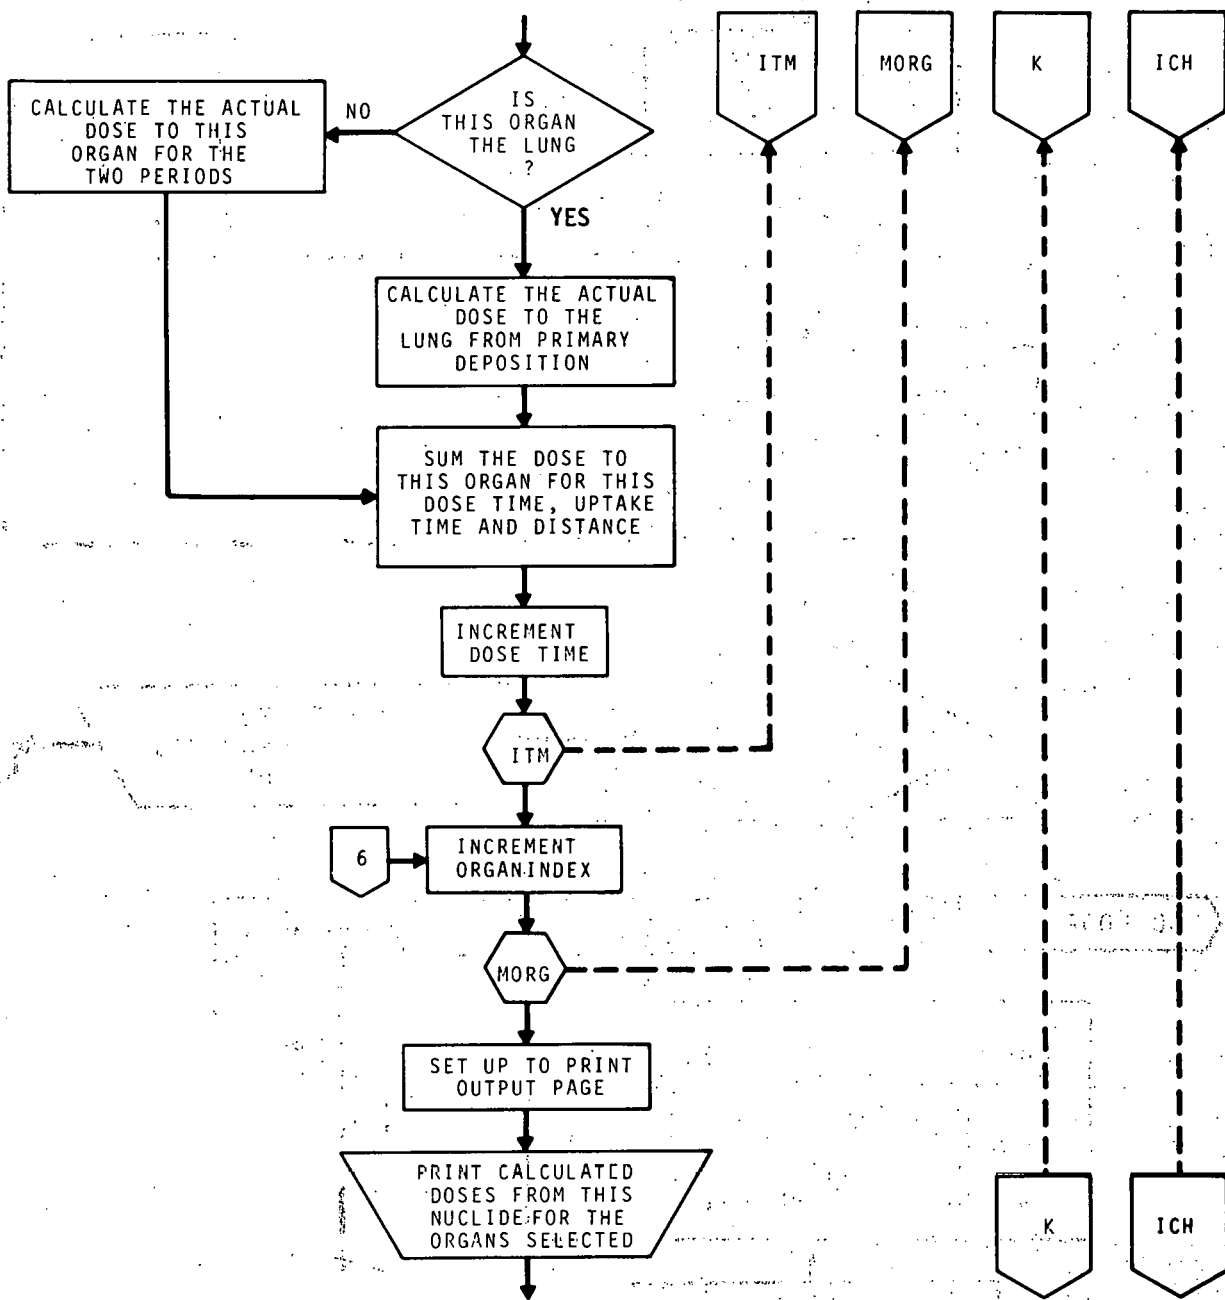 ITM
MORG
K
ICH
IS
THIS ORGAN
THE LUNG
?
NO
YES
CALCULATE THE ACTUAL
DOSE TO THIS
ORGAN FOR THE
TWO PERIODS
CALCULATE THE ACTUAL
DOSE TO THE
LUNG FROM PRIMARY
DEPOSITION
SUM THE DOSE TO
THIS ORGAN FOR THIS
DOSE TIME, UPTAKE
TIME AND DISTANCE
INCREMENT
DOSE TIME
ITM
6
INCREMENT
ORGAN INDEX
MORG
SET UP TO PRINT
OUTPUT PAGE
PRINT CALCULATED
DOSES FROM THIS
NUCLIDE FOR THE
ORGANS SELECTED
K
ICH